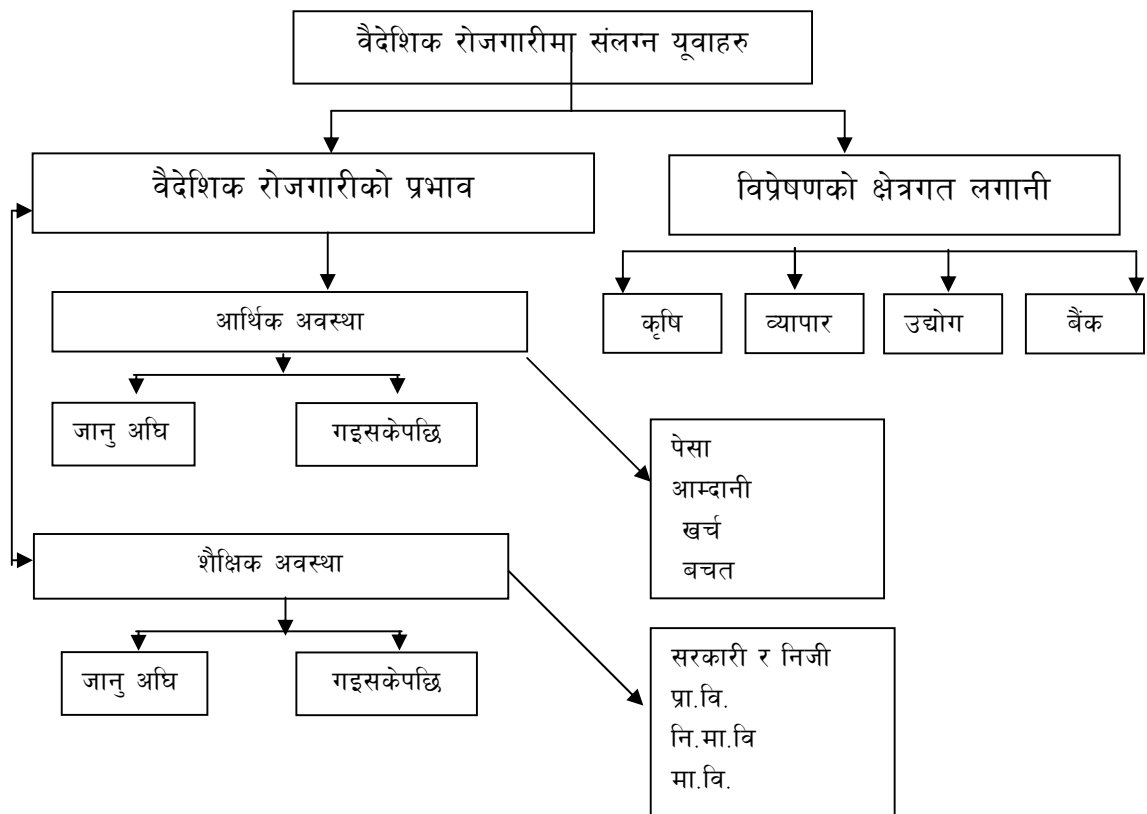 वैदेशिक रोजगारीमा संलग्न यूवाहरु
वैदेशिक रोजगारीको प्रभाव
विप्रेषणको क्षेत्रगत लगानी
आर्थिक अवस्था
कृषि
व्यापार
उद्योग
बैंक
जानु अघि
गइसकेपछि
पेसा
आम्दानी
खर्च
बचत
शैक्षिक अवस्था
जानु अघि
गइसकेपछि
सरकारी र निजी
प्रा.वि.
नि.मा.वि
मा.वि.